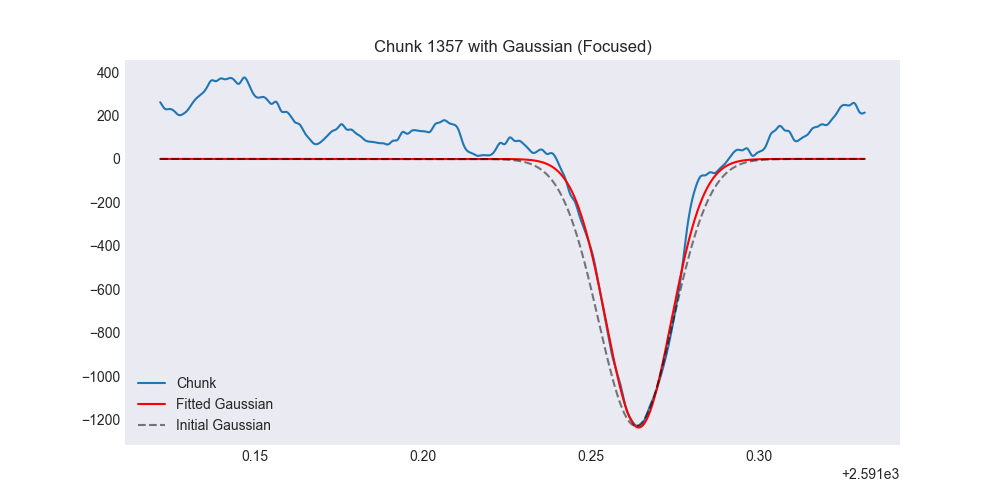 Chunk 1357 with Gaussian (Focused)
400
200
0
−200
−400
−600
−800
−1000
−1200
Chunk
Fitted Gaussian
Initial Gaussian
0.15 0.20 0.25 0.30
+2.591e3